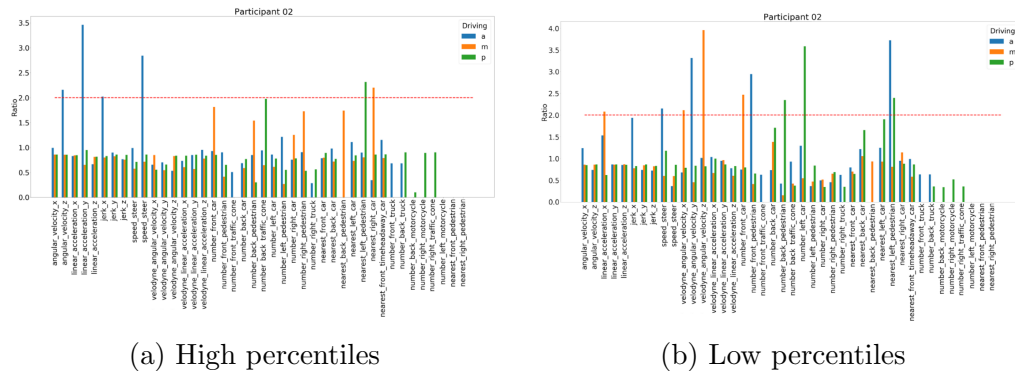 Participant 02
Driving
a
m
p
Ratio
3.5
3.0
2.5
2.0
1.5
1.0
0.5
0.0
angular_velocity_x
angular_velocity_z
linear_acceleration_x
linear_acceleration_y
linear_acceleration_z
jerk_x
jerk_y
jerk_z
speed_steer
speed_steer
velodyne_angular_velocity_x
velodyne_angular_velocity_y
velodyne_angular_velocity_z
velodyne_linear_acceleration_x
velodyne_linear_acceleration_y
velodyne_linear_acceleration_z
number_front_car
number_front_pedestrian
number_front_traffic_cone
number_back_car
number_back_pedestrian
number_back_traffic_cone
number_left_car
number_left_pedestrian
number_right_car
number_right_pedestrian
number_right_truck
nearest_front_car
nearest_back_car
nearest_back_pedestrian
nearest_left_car
nearest_left_pedestrian
nearest_right_car
nearest_front_timeheadway_car
number_front_truck
number_back_truck
number_back_motorcycle
number_right_motorcycle
number_right_traffic_cone
number_left_motorcycle
nearest_front_pedestrian
nearest_right_pedestrian
(a) High percentiles
Participant 02
Driving
a
m
p
Ratio
4.0
3.5
3.0
2.5
2.0
1.5
1.0
0.5
0.0
angular_velocity_x
angular_velocity_z
linear_acceleration_x
linear_acceleration_y
linear_acceleration_z
jerk_x
jerk_y
jerk_z
speed_steer
speed_steer
velodyne_angular_velocity_x
velodyne_angular_velocity_y
velodyne_angular_velocity_z
velodyne_linear_acceleration_x
velodyne_linear_acceleration_y
velodyne_linear_acceleration_z
number_front_car
number_front_pedestrian
number_front_traffic_cone
number_back_car
number_back_pedestrian
number_back_traffic_cone
number_left_car
number_left_pedestrian
number_right_car
number_right_pedestrian
number_right_truck
nearest_front_car
nearest_back_car
nearest_back_pedestrian
nearest_left_car
nearest_left_pedestrian
nearest_right_car
nearest_front_timeheadway_car
number_front_truck
number_back_truck
number_back_motorcycle
number_right_motorcycle
number_right_traffic_cone
number_left_motorcycle
nearest_front_pedestrian
nearest_right_pedestrian
(b) Low percentiles